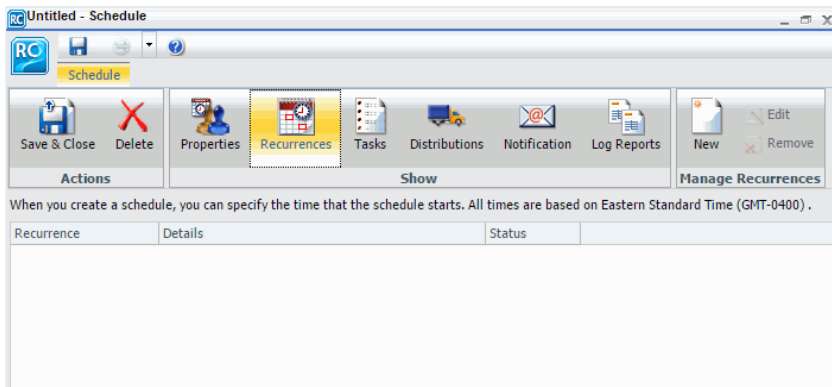 RC Untitled - Schedule
RC
Schedule
Save & Close Delete Properties Recurrences Tasks Distributions Notification Log Reports New Edit
Remove
Actions Show Manage Recurrences
When you create a schedule, you can specify the time that the schedule starts. All times are based on Eastern Standard Time (GMT-0400) .
Recurrence Details Status